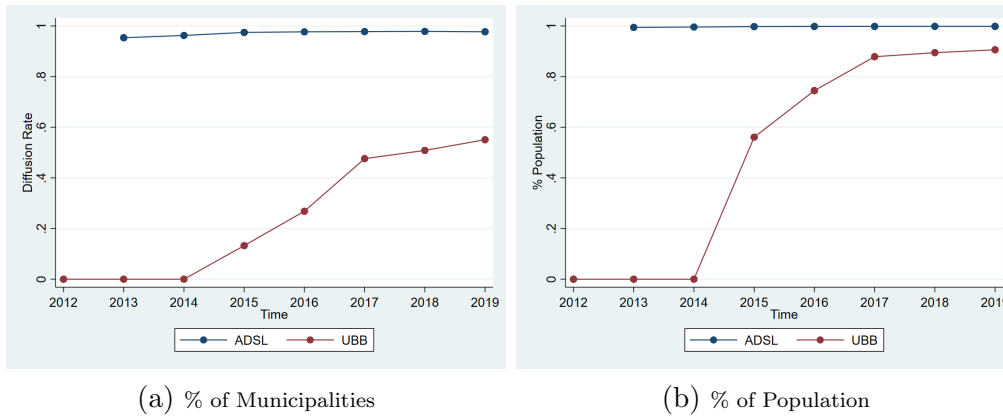 Diffusion Rate
0 .2 .4 .6 .8 1
2012 2013 2014 2015 2016 2017 2018 2019
Time
ADSL UBB
(a) % of Municipalities
% Population
0 .2 .4 .6 .8 1
2012 2013 2014 2015 2016 2017 2018 2019
Time
ADSL UBB
(b) % of Population